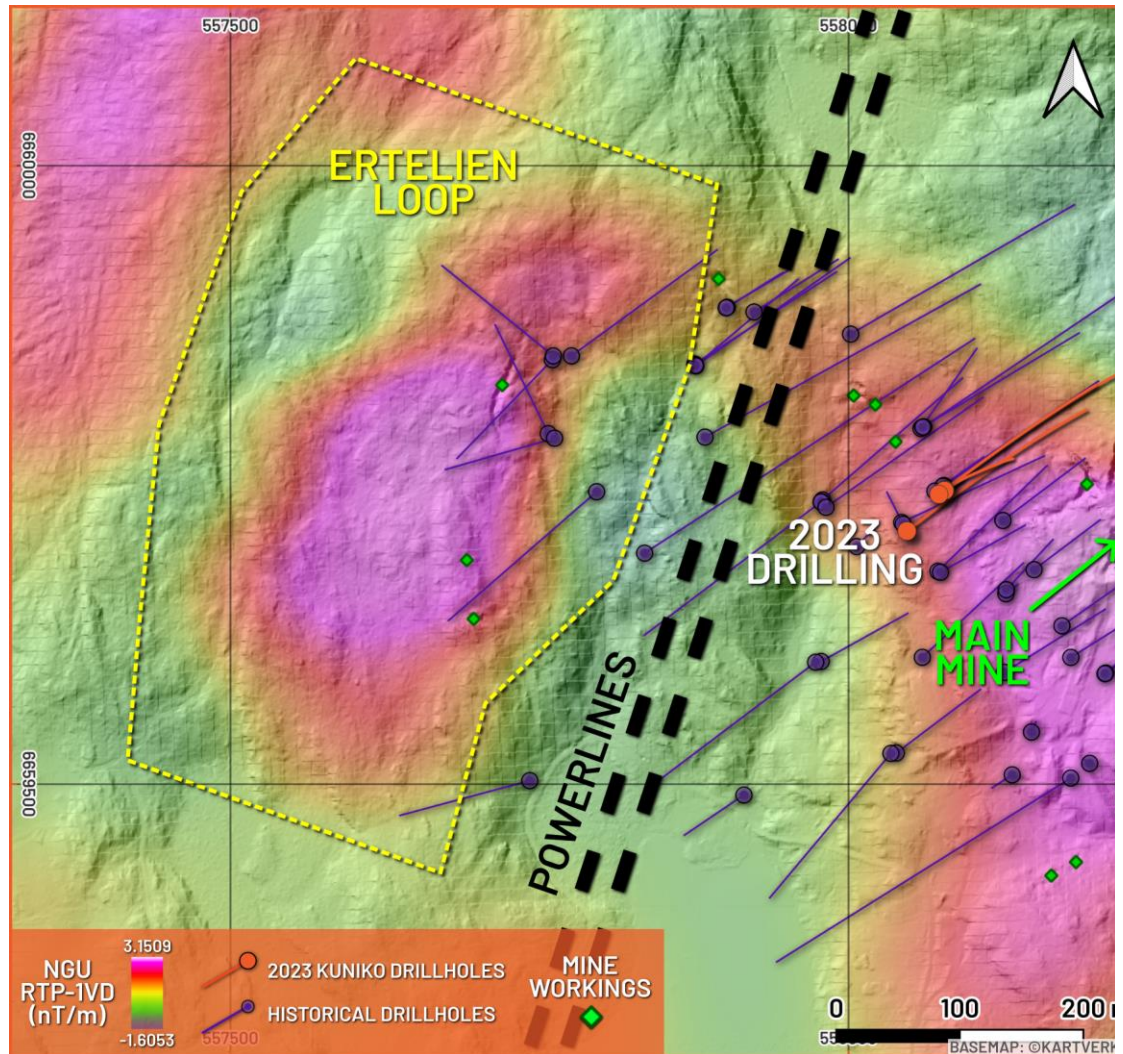 557500
558000
6660000
ERTELIEN
LOOP
2023
DRILLING
MAIN
MINE
POWERLINES
6659500
NGU
RTP-1VD
(nT/m)
3.1509
-1.6053
2023 KUNIKO DRILLHOLES
HISTORICAL DRILLHOLES
MINE
WORKINGS
557500
0 100 200
BASEMAP: ©KARTVERK